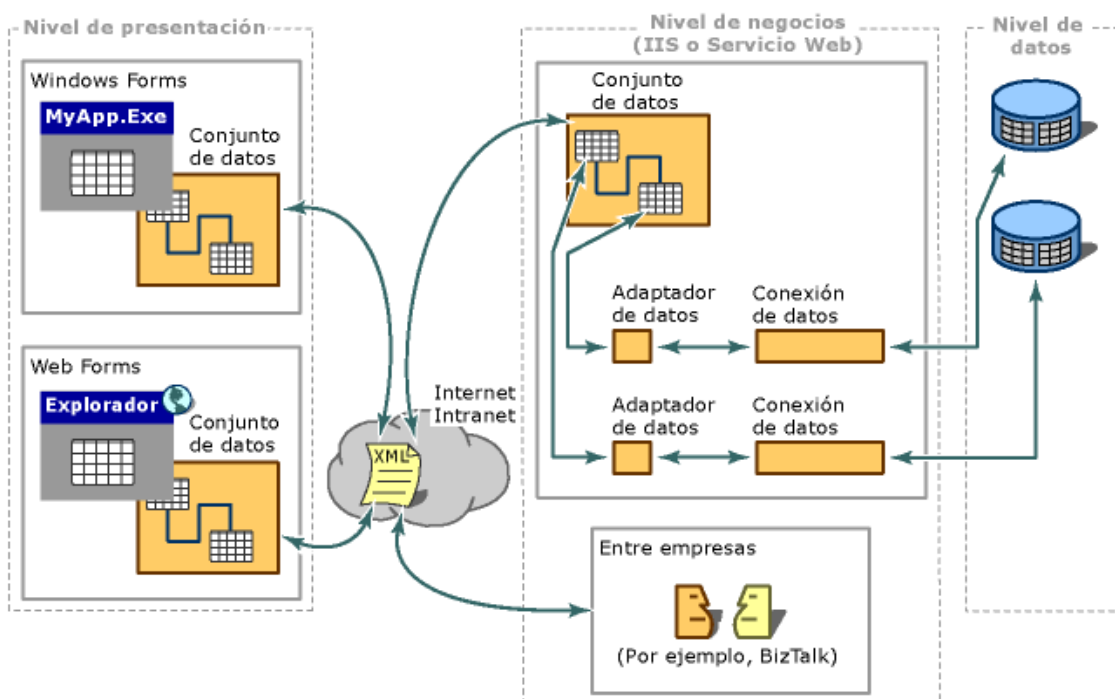 Nivel de presentación
Windows Forms
MyApp.Exe
Conjunto
de datos
Web Forms
Explorador
Conjunto
de datos
Internet
Intranet
XML
Nivel de negocios
(IIS o Servicio Web)
Conjunto
de datos
Adaptador
de datos
Conexión
de datos
Adaptador
de datos
Conexión
de datos
Entre empresas
(Por ejemplo, BizTalk)
Nivel de
datos